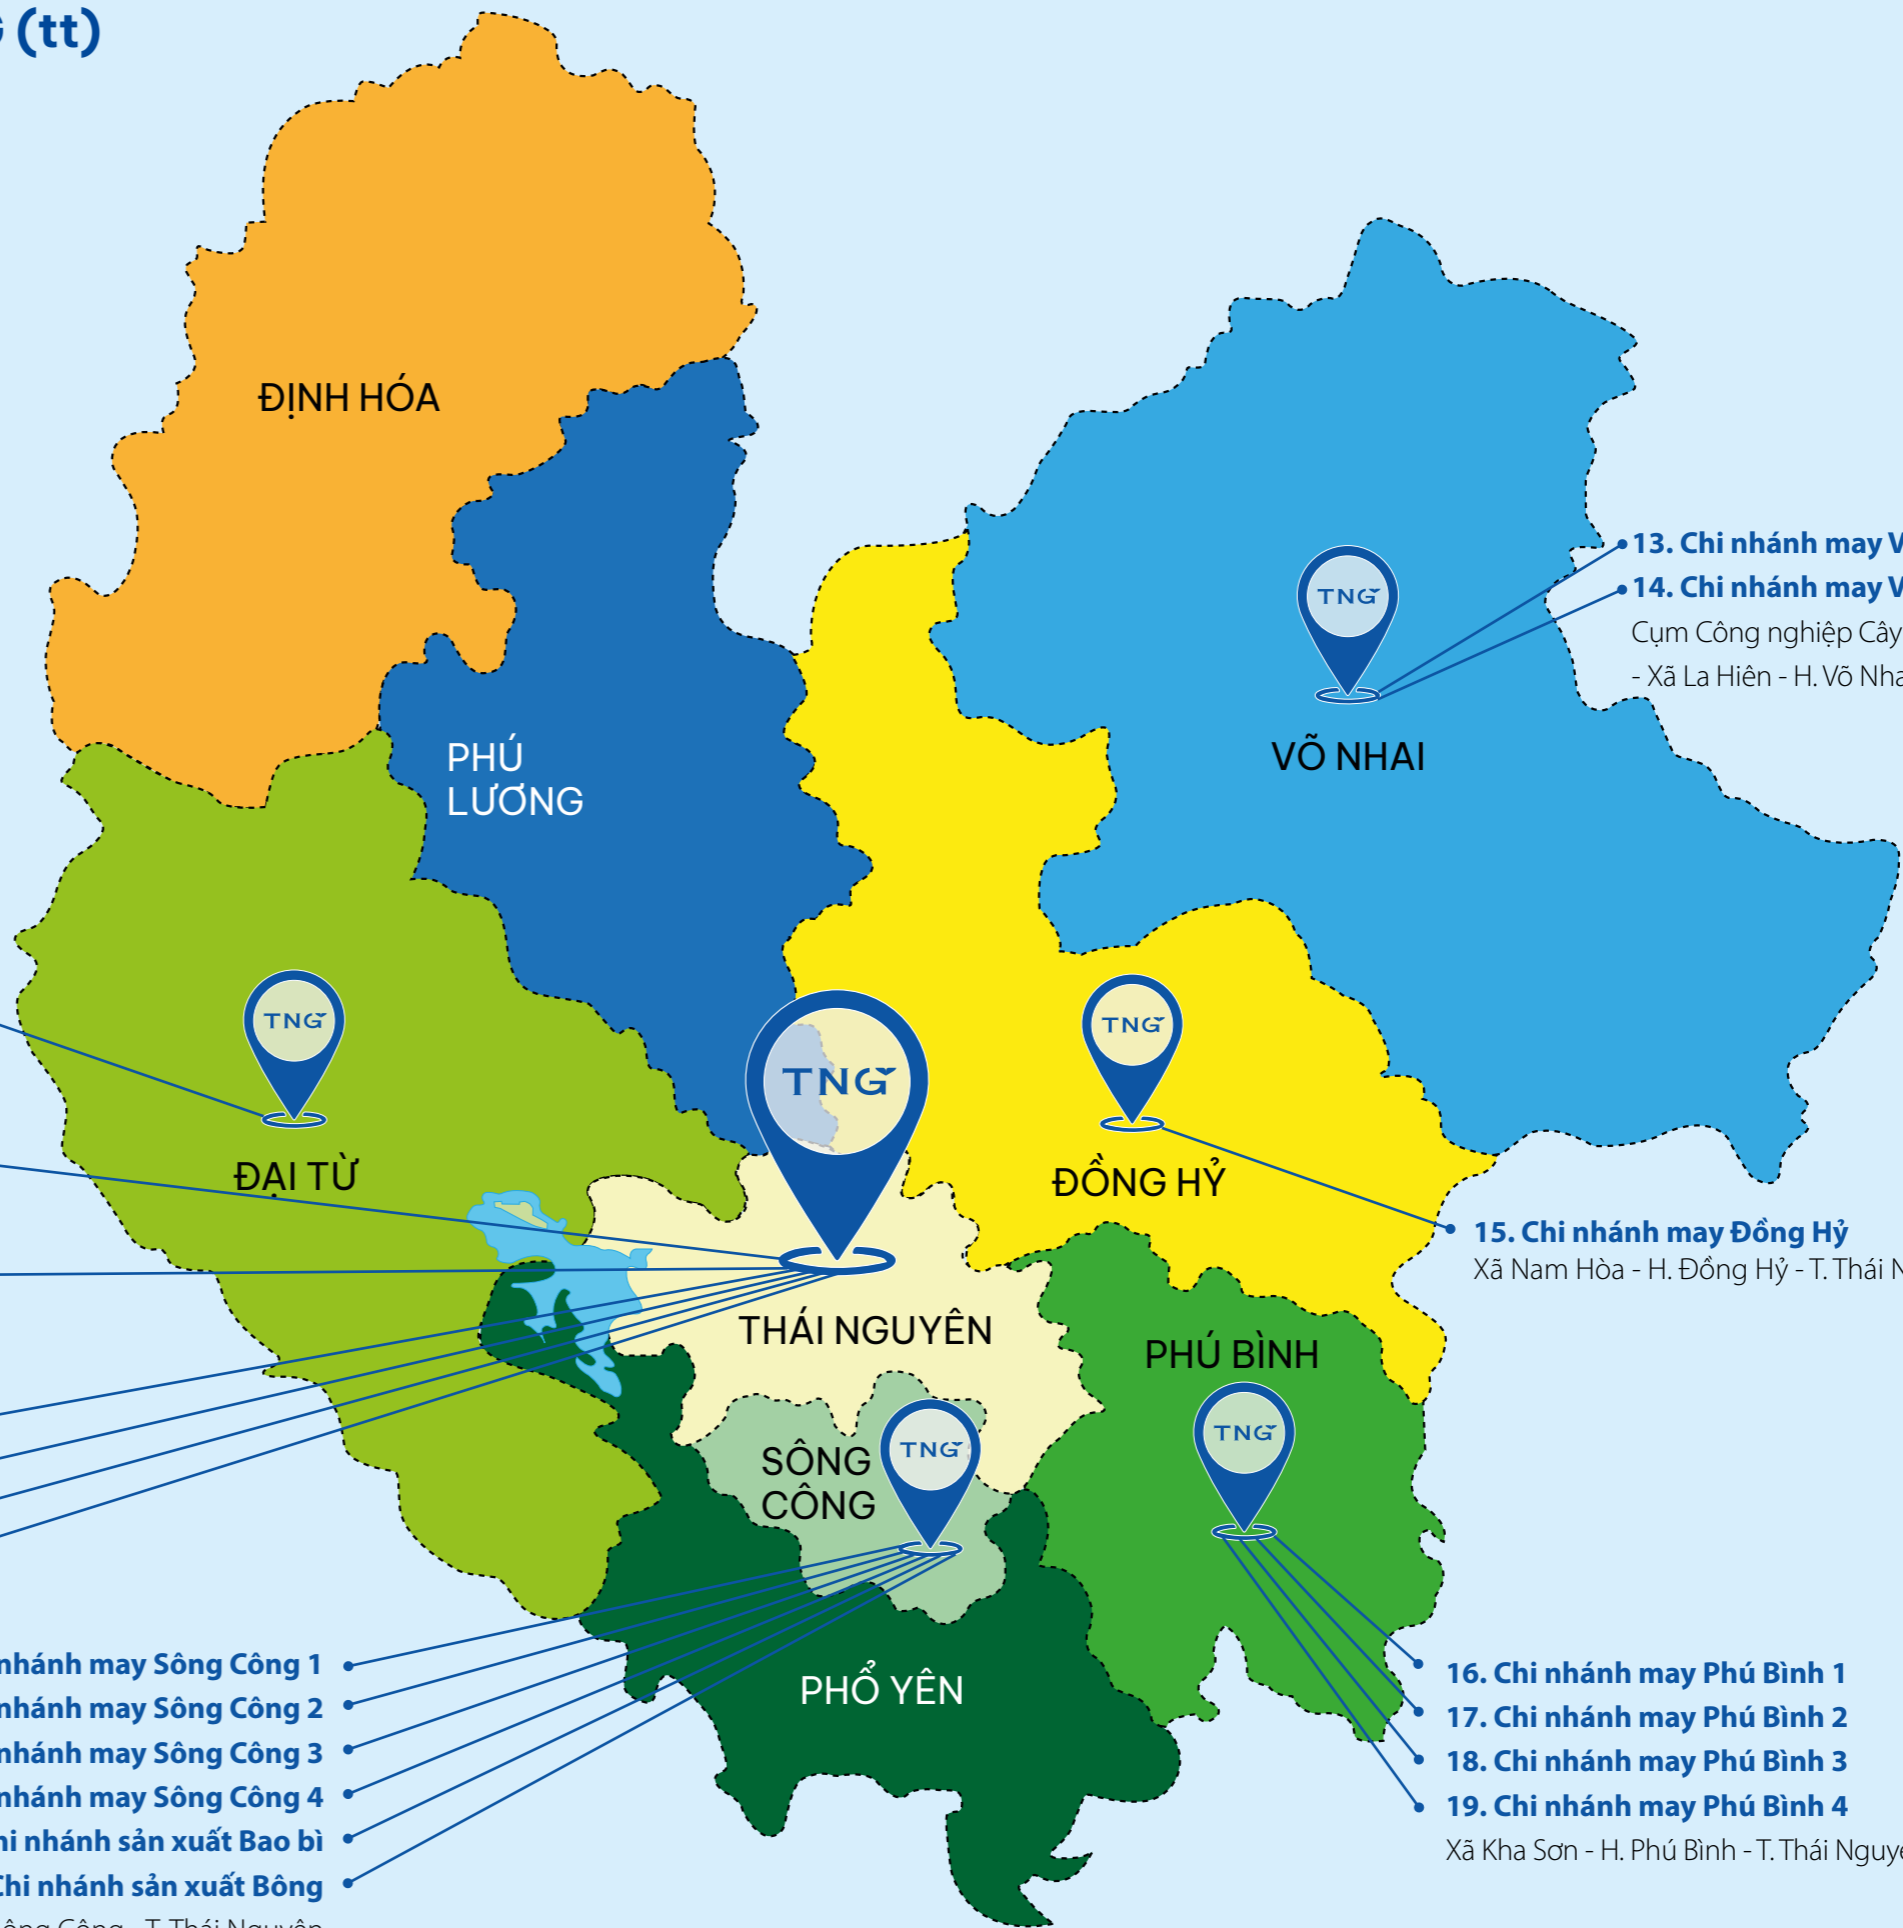 (tt)
ĐỊNH HÓA
13. Chi nhánh may
14. Chi nhánh may
Cụm Công nghiệp Cây
- Xã La Hiên - H. Võ
TNG
VÕ NHAI
PHÚ
LƯƠNG
TNG
TNG
TNG
ĐẠI TỪ
ĐỒNG HỶ
15. Chi nhánh may Đồng Hỷ
Xã Nam Hòa - H. Đồng Hỷ - T. Thái
THÁI NGUYÊN
PHÚ BÌNH
TNG
TNG
SÔNG
CÔNG
PHỔ YÊN
nhánh may Sông Công 1
nhánh may Sông Công 2
nhánh may Sông Công 3
nhánh may Sông Công 4
nhánh sản xuất Bao bì
Chi nhánh sản xuất Bông
Công - T. Thái Nguyên
16. Chi nhánh may Phú Bình 1
17. Chi nhánh may Phú Bình 2
18. Chi nhánh may Phú Bình 3
19. Chi nhánh may Phú Bình 4
Xã Kha Sơn - H. Phú Bình - T. Thái